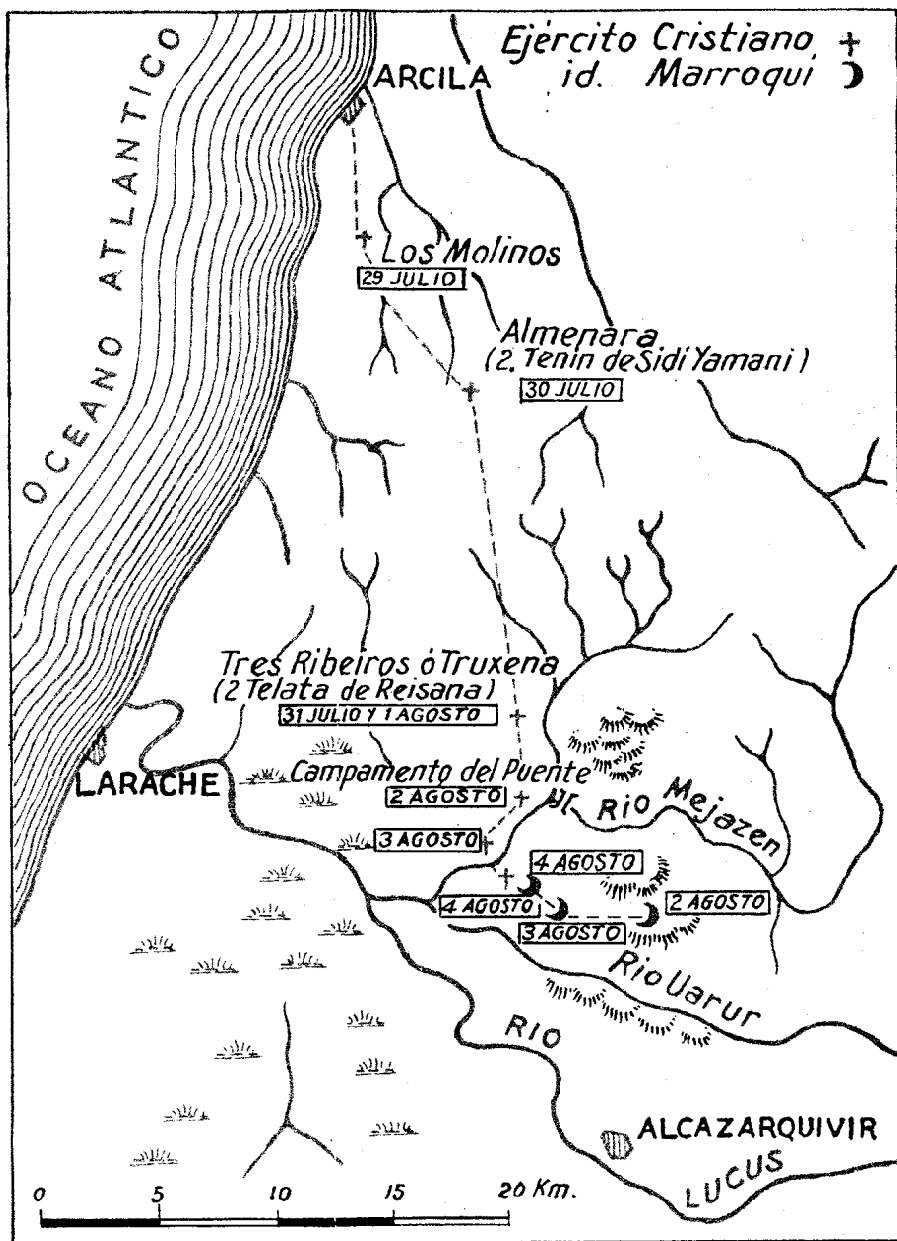 Ejército Cristiano, +
id. Marroquí ☽
ARCILA
OCEANO ATLANTICO
Los Molinos
29 JULIO
Almenara
(2. Tenin de Sidi Yamani)
30 JULIO
Tres Ribeiros ó Truxena
(2 Telata de Reisana)
31 JULIO Y 1 AGOSTO
LARACHE
Campamento del Puente
2 AGOSTO
RIO Mejazen
3 AGOSTO
4 AGOSTO
4 AGOSTO
2 AGOSTO
3 AGOSTO
Rio Uarur
RIO LUCUS
ALCAZARQUIVIR
0 5 10 15 20 Km.